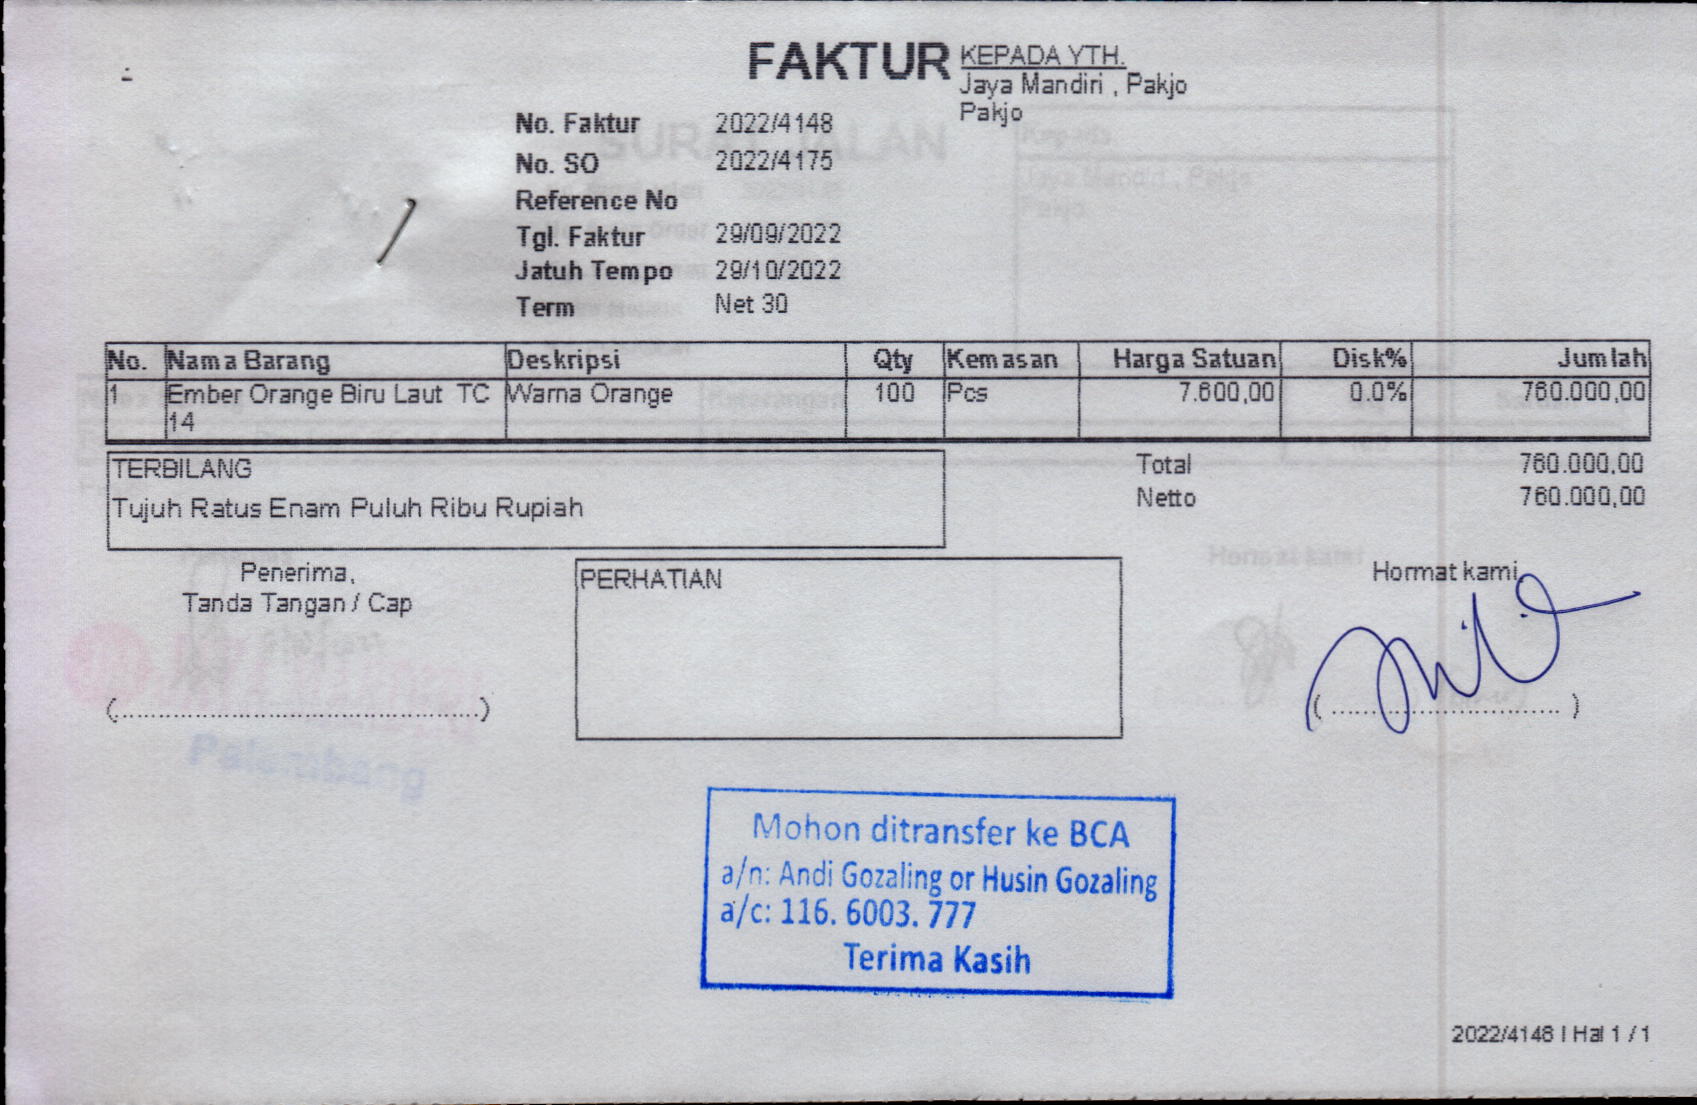 FAKTUR
KEPADA YTH.
Jaya Mandiri , Pakjo
Pakjo
No. Faktur 2022/4148
No. SO 2022/4175
Reference No
Tgl. Faktur 29/09/2022
Jatuh Tempo 29/10/2022
Term Net 30
No. Nama Barang Deskripsi Qty Kemasan Harga Satuan Disk% Jumlah
1 Ember Orange Biru Laut TC Warna Orange 100 Pcs 7.600,00 0.0% 760.000,00
14
TERBILANG Total 760.000,00
Tujuh Ratus Enam Puluh Ribu Rupiah Netto 760.000,00
Penerima,
Tanda Tangan / Cap
PERHATIAN
Hormat kami,
(................................................)
( .............................. )
Palembang
Mohon ditransfer ke BCA
a/n: Andi Gozaling or Husin Gozaling
a/c: 116. 6003. 777
Terima Kasih
2022/4148 | Hal 1 / 1